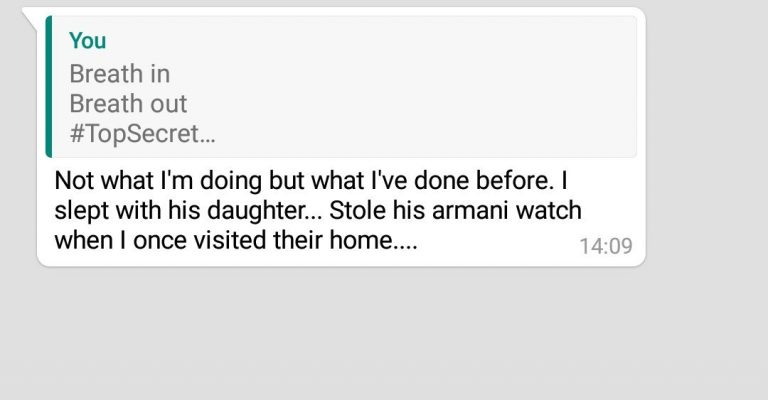 You
Breath in
Breath out
#TopSecret...
Not what I'm doing but what I've done before. I
slept with his daughter... Stole his armani watch
when I once visited their home....
14:09